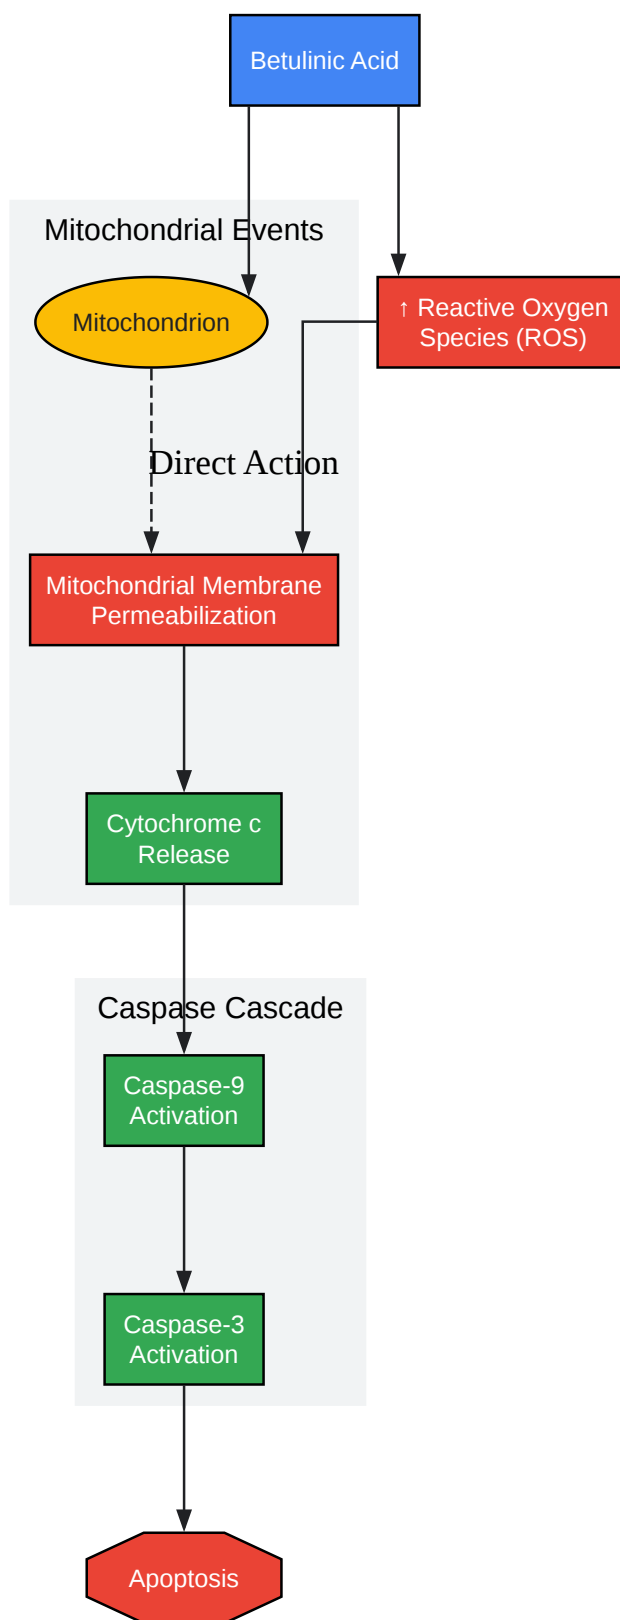 Betulinic Acid
Mitochondrial Events
Mitochondrion
↑ Reactive Oxygen
Species (ROS)
Direct Action
Mitochondrial Membrane
Permeabilization
Cytochrome c
Release
Caspase Cascade
Caspase-9
Activation
Caspase-3
Activation
Apoptosis